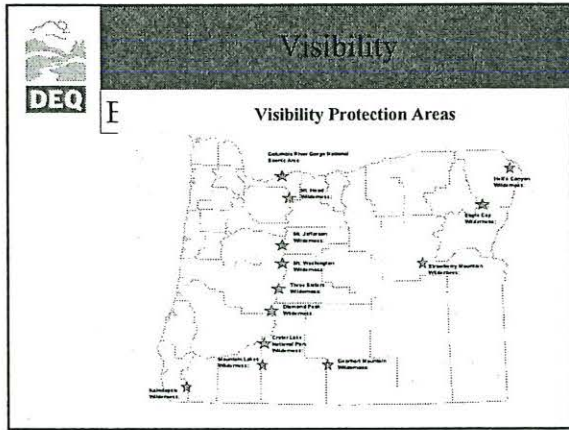 Visibility
DEQ
E
Visibility Protection Areas
Columbia River Gorge National
Scenic Area
Mt. Hood
Wilderness
Hells Canyon
Wilderness
Eagle Cap
Wilderness
Mt. Jefferson
Wilderness
Mt. Washington
Wilderness
Strawberry Mountain
Wilderness
Three Sisters
Wilderness
Diamond Peak
Wilderness
Crater Lake
National Park
Wilderness
Mountain Lakes
Wilderness
Gearhart Mountain
Wilderness
Kalmiopsis
Wilderness